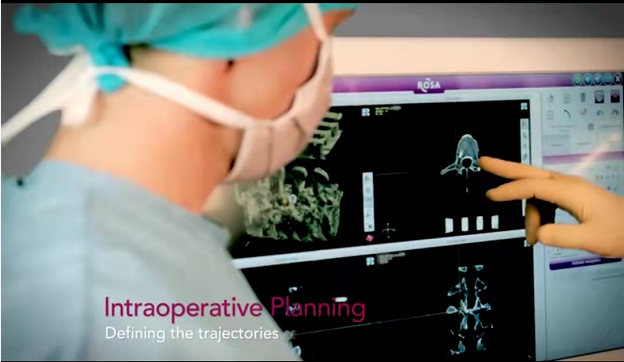 ROSA
Intraoperative Planning
Defining the trajectories